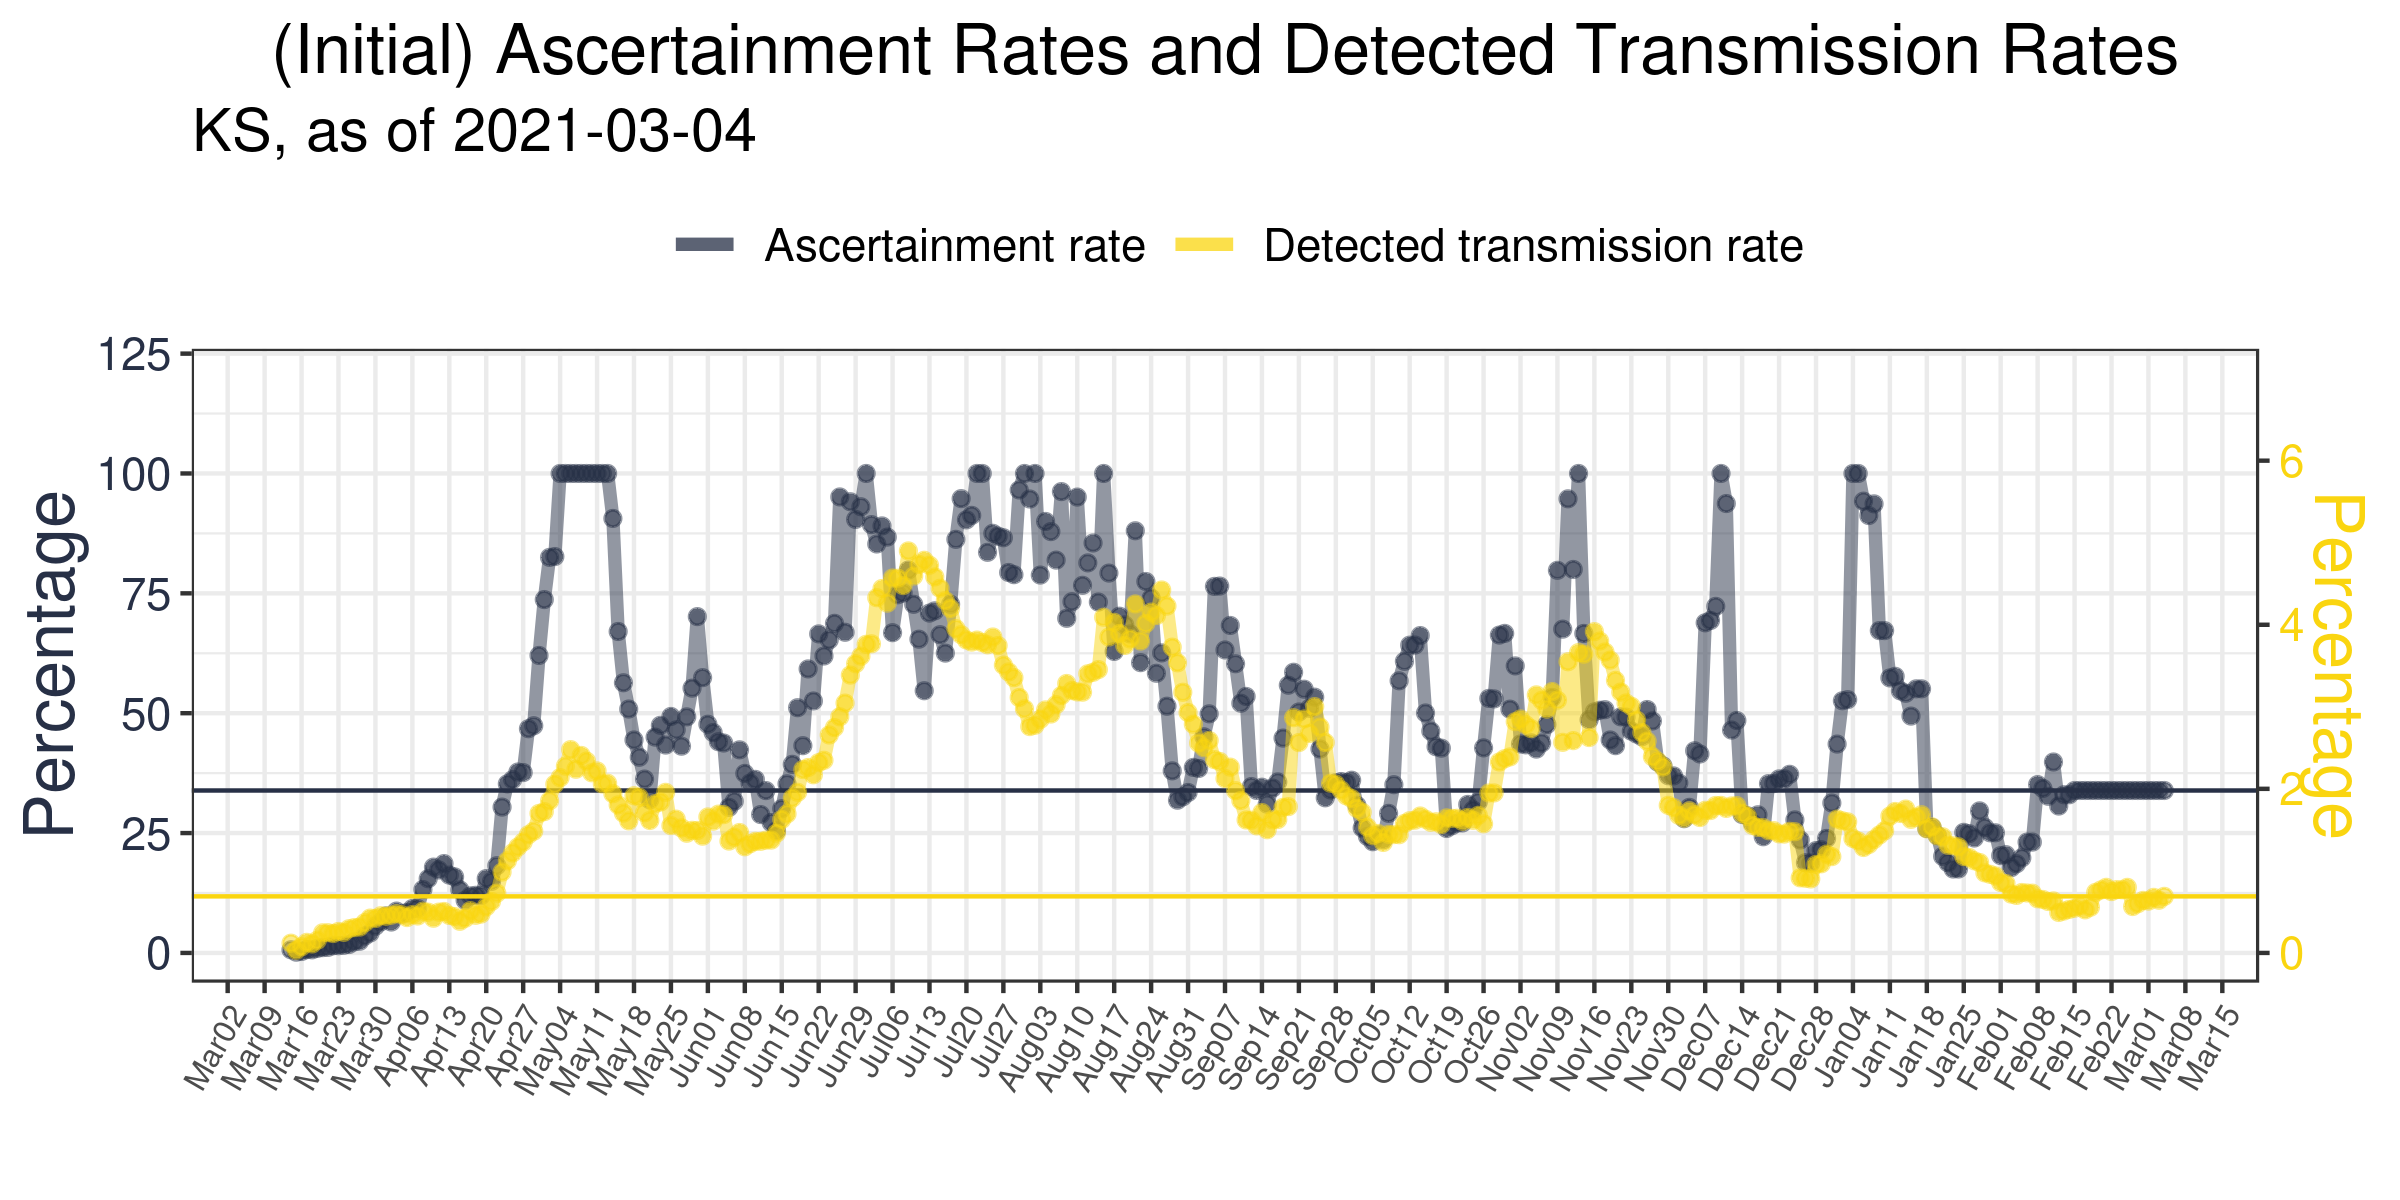 (Initial) Ascertainment Rates and Detected Transmission Rates
KS, as of 2021-03-04
Ascertainment rate
Detected transmission rate
Percentage
125
100
75
50
25
0
6
4
2
0
Percentage
Mar02
Mar09
Mar16
Mar23
Mar30
Apr06
Apr13
Apr20
Apr27
May04
May11
May18
May25
Jun01
Jun08
Jun15
Jun22
Jun29
Jul06
Jul13
Jul20
Jul27
Aug03
Aug10
Aug17
Aug24
Aug31
Sep07
Sep14
Sep21
Sep28
Oct05
Oct12
Oct19
Oct26
Nov02
Nov09
Nov16
Nov23
Nov30
Dec07
Dec14
Dec21
Dec28
Jan04
Jan11
Jan18
Jan25
Feb01
Feb08
Feb15
Feb22
Mar01
Mar08
Mar15